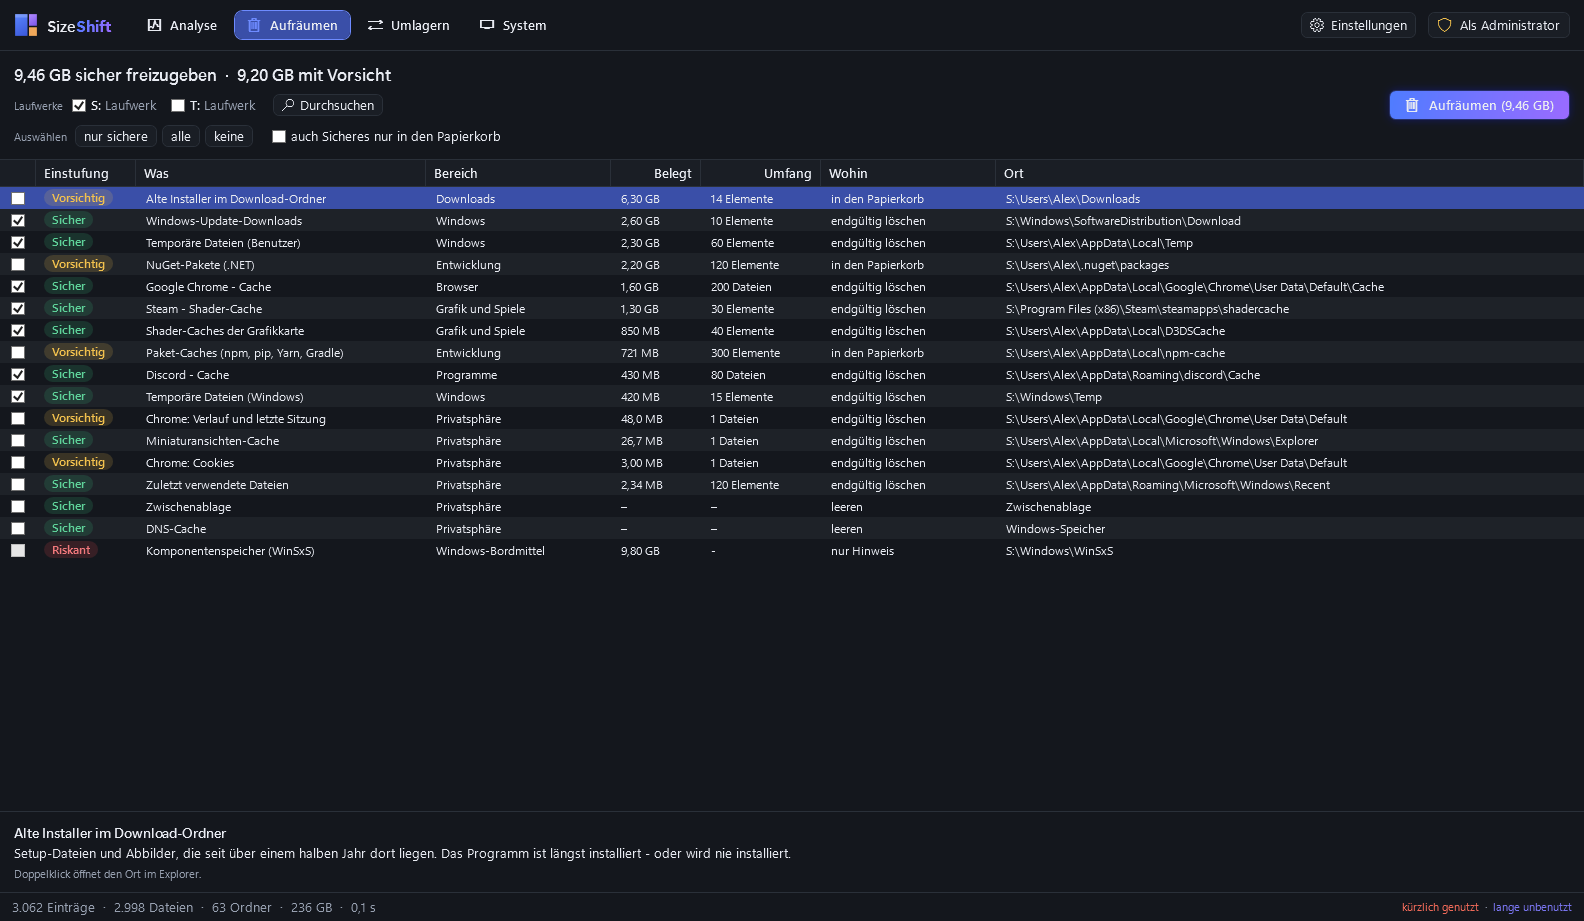 SizeShift Analyse Aufräumen Umlagern System Einstellungen Als Administrator
9,46 GB sicher freizugeben · 9,20 GB mit Vorsicht
Laufwerke S: Laufwerk T: Laufwerk Durchsuchen Aufräumen (9,46 GB)
Auswählen nur sichere alle keine auch Sicheres nur in den Papierkorb
Einstufung Was Bereich Belegt Umfang Wohin Ort
Vorsichtig Alte Installer im Download-Ordner Downloads 6,30 GB 14 Elemente in den Papierkorb S:\Users\Alex\Downloads
Sicher Windows-Update-Downloads Windows 2,60 GB 10 Elemente endgültig löschen S:\Windows\SoftwareDistribution\Download
Sicher Temporäre Dateien (Benutzer) Windows 2,30 GB 60 Elemente endgültig löschen S:\Users\Alex\AppData\Local\Temp
Vorsichtig NuGet-Pakete (.NET) Entwicklung 2,20 GB 120 Elemente in den Papierkorb S:\Users\Alex\.nuget\packages
Sicher Google Chrome - Cache Browser 1,60 GB 200 Dateien endgültig löschen S:\Users\Alex\AppData\Local\Google\Chrome\User Data\Default\Cache
Sicher Steam - Shader-Cache Grafik und Spiele 1,30 GB 30 Elemente endgültig löschen S:\Program Files (x86)\Steam\steamapps\shadercache
Sicher Shader-Caches der Grafikkarte Grafik und Spiele 850 MB 40 Elemente endgültig löschen S:\Users\Alex\AppData\Local\D3DSCache
Vorsichtig Paket-Caches (npm, pip, Yarn, Gradle) Entwicklung 721 MB 300 Elemente in den Papierkorb S:\Users\Alex\AppData\Local\npm-cache
Sicher Discord - Cache Programme 430 MB 80 Dateien endgültig löschen S:\Users\Alex\AppData\Roaming\discord\Cache
Sicher Temporäre Dateien (Windows) Windows 420 MB 15 Elemente endgültig löschen S:\Windows\Temp
Vorsichtig Chrome: Verlauf und letzte Sitzung Privatsphäre 48,0 MB 1 Dateien endgültig löschen S:\Users\Alex\AppData\Local\Google\Chrome\User Data\Default
Sicher Miniaturansichten-Cache Privatsphäre 26,7 MB 1 Dateien endgültig löschen S:\Users\Alex\AppData\Local\Microsoft\Windows\Explorer
Vorsichtig Chrome: Cookies Privatsphäre 3,00 MB 1 Dateien endgültig löschen S:\Users\Alex\AppData\Local\Google\Chrome\User Data\Default
Sicher Zuletzt verwendete Dateien Privatsphäre 2,34 MB 120 Elemente endgültig löschen S:\Users\Alex\AppData\Roaming\Microsoft\Windows\Recent
Sicher Zwischenablage Privatsphäre – – leeren Zwischenablage
Sicher DNS-Cache Privatsphäre – – leeren Windows-Speicher
Riskant Komponentenspeicher (WinSxS) Windows-Bordmittel 9,80 GB - nur Hinweis S:\Windows\WinSxS
Alte Installer im Download-Ordner
Setup-Dateien und Abbilder, die seit über einem halben Jahr dort liegen. Das Programm ist längst installiert - oder wird nie installiert.
Doppelklick öffnet den Ort im Explorer.
3.062 Einträge · 2.998 Dateien · 63 Ordner · 236 GB · 0,1 s kürzlich genutzt · lange unbenutzt